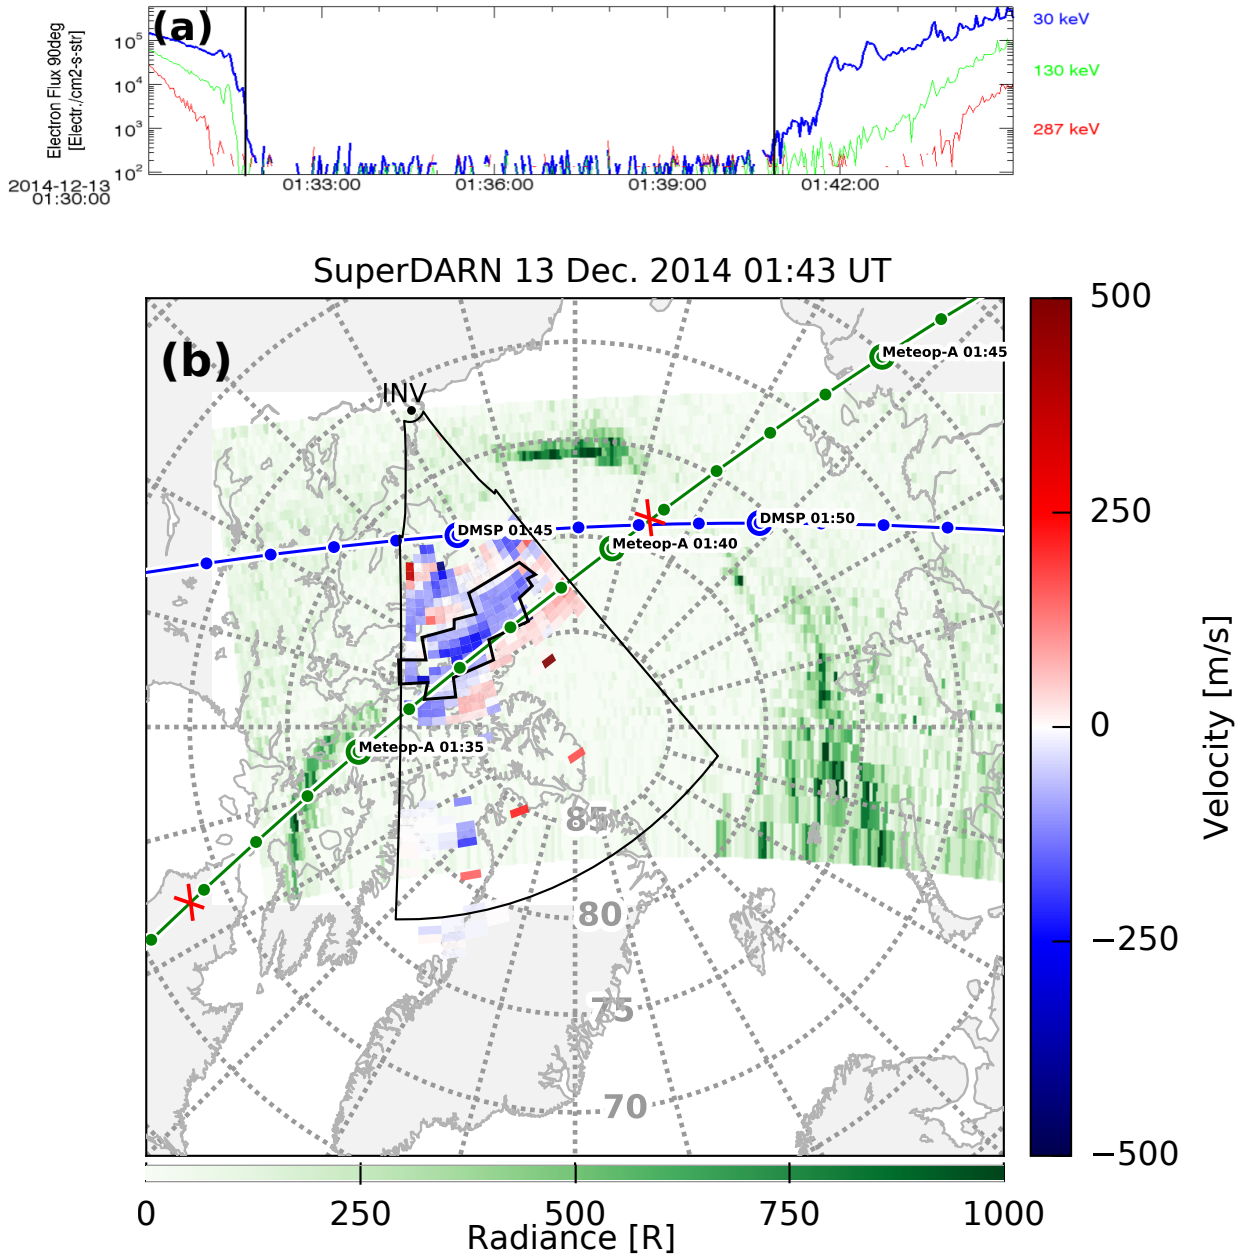 (a)
Electron Flux 90deg
[Electr./cm2-s-str]
10^5
10^4
10^3
10^2
30 keV
130 keV
287 keV
2014-12-13
01:30:00
01:33:00
01:36:00
01:39:00
01:42:00
SuperDARN 13 Dec. 2014 01:43 UT
(b)
INV
Meteop-A 01:45
DMSP 01:45
DMSP 01:50
Meteop-A 01:40
Meteop-A 01:35
85
80
75
70
500
250
0
−250
−500
Velocity [m/s]
0
250
500
750
1000
Radiance [R]